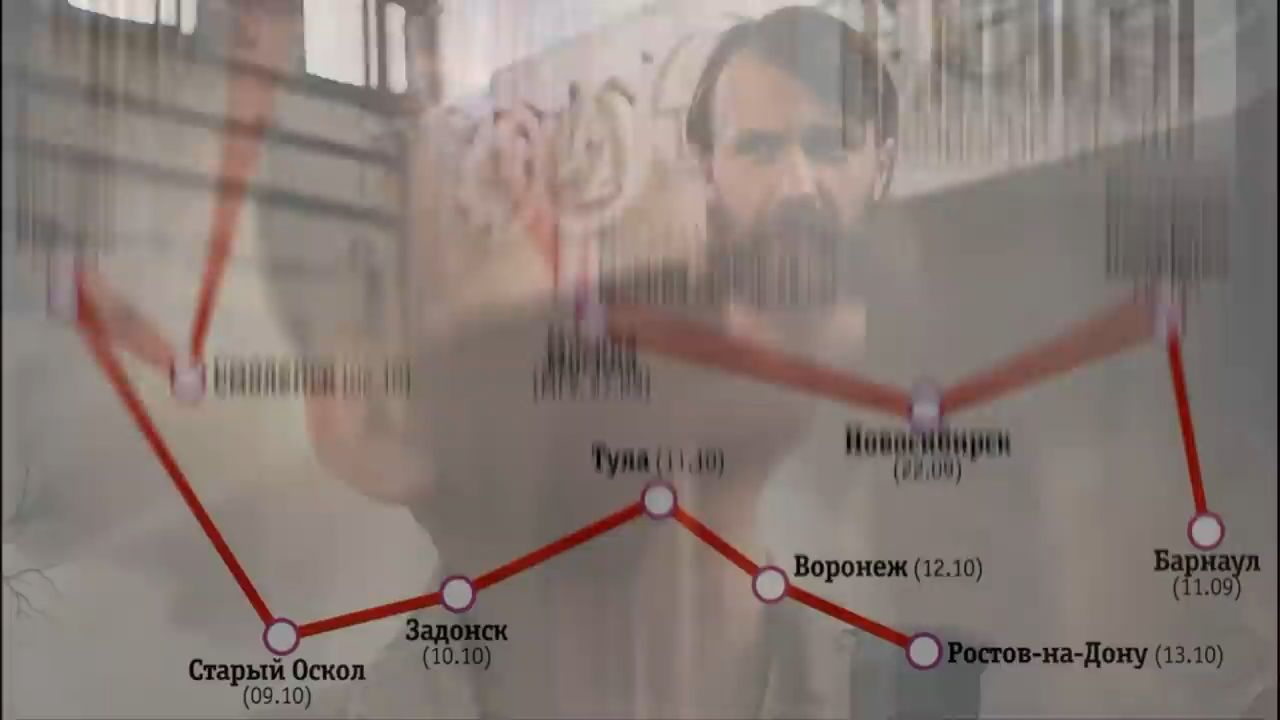 Тула (11.10)
Новосибирск
(22.09)
Воронеж (12.10)
Барнаул
(11.09)
Задонск
(10.10)
Ростов-на-Дону (13.10)
Старый Оскол
(09.10)